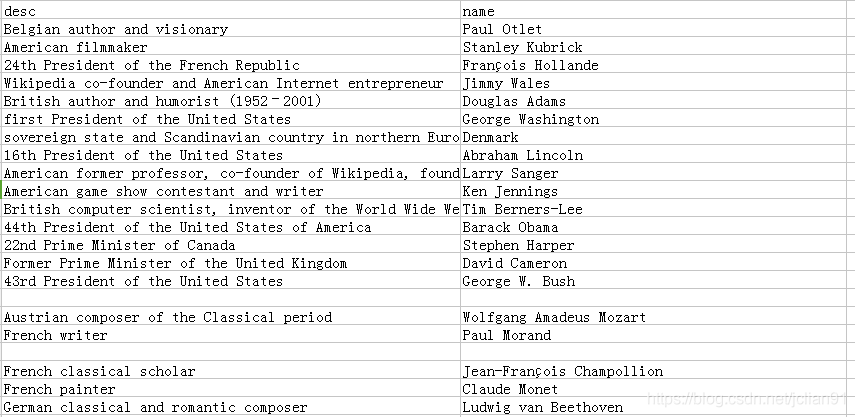 desc name
Belgian author and visionary Paul Otlet
American filmmaker Stanley Kubrick
24th President of the French Republic François Hollande
Wikipedia co-founder and American Internet entrepreneur Jimmy Wales
British author and humorist (1952–2001) Douglas Adams
first President of the United States George Washington
sovereign state and Scandinavian country in northern Euro Denmark
16th President of the United States Abraham Lincoln
American former professor, co-founder of Wikipedia, found Larry Sanger
American game show contestant and writer Ken Jennings
British computer scientist, inventor of the World Wide We Tim Berners-Lee
44th President of the United States of America Barack Obama
22nd Prime Minister of Canada Stephen Harper
Former Prime Minister of the United Kingdom David Cameron
43rd President of the United States George W. Bush
Austrian composer of the Classical period Wolfgang Amadeus Mozart
French writer Paul Morand
French classical scholar Jean-François Champollion
French painter Claude Monet
German classical and romantic composer Ludwig van Beethoven
https://blog.csdn.net/jclian91